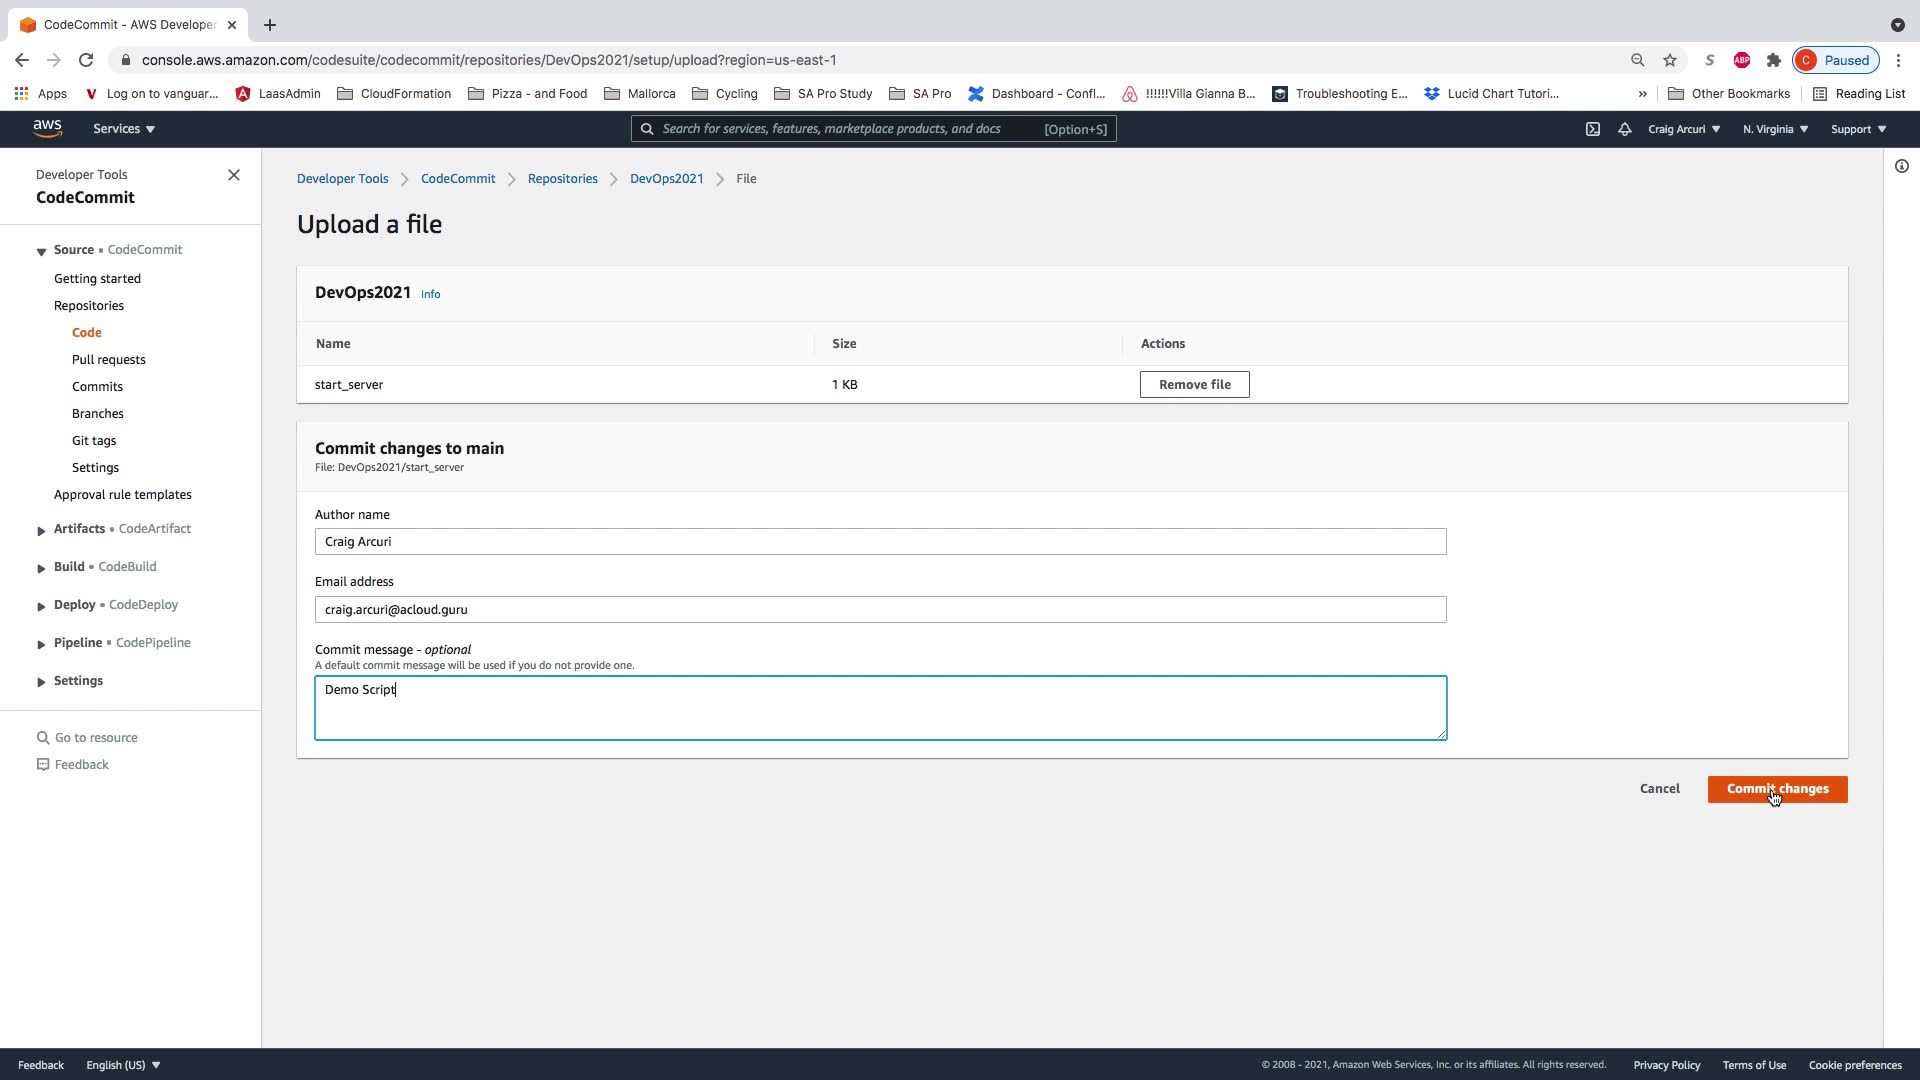 CodeCommit - AWS Developer
console.aws.amazon.com/codesuite/codecommit/repositories/DevOps2021/setup/upload?region=us-east-1
S
ABP
C
Paused
Apps
Log on to vanguar...
LaasAdmin
CloudFormation
Pizza - and Food
Mallorca
Cycling
SA Pro Study
SA Pro
Dashboard - Confl...
!!!!!!Villa Gianna B...
Troubleshooting E...
Lucid Chart Tutori...
»
Other Bookmarks
Reading List
aws
Services
Search for services, features, marketplace products, and docs
[Option+S]
Craig Arcuri
N. Virginia
Support
Developer Tools
CodeCommit
Source • CodeCommit
Getting started
Repositories
Code
Pull requests
Commits
Branches
Git tags
Settings
Approval rule templates
Artifacts • CodeArtifact
Build • CodeBuild
Deploy • CodeDeploy
Pipeline • CodePipeline
Settings
Go to resource
Feedback
Developer Tools
CodeCommit
Repositories
DevOps2021
File
Upload a file
DevOps2021 Info
Name
Size
Actions
start_server
1 KB
Remove file
Commit changes to main
File: DevOps2021/start_server
Author name
Craig Arcuri
Email address
craig.arcuri@acloud.guru
Commit message - optional
A default commit message will be used if you do not provide one.
Demo Script
Cancel
Commit changes
Feedback
English (US)
© 2008 - 2021, Amazon Web Services, Inc. or its affiliates. All rights reserved.
Privacy Policy
Terms of Use
Cookie preferences